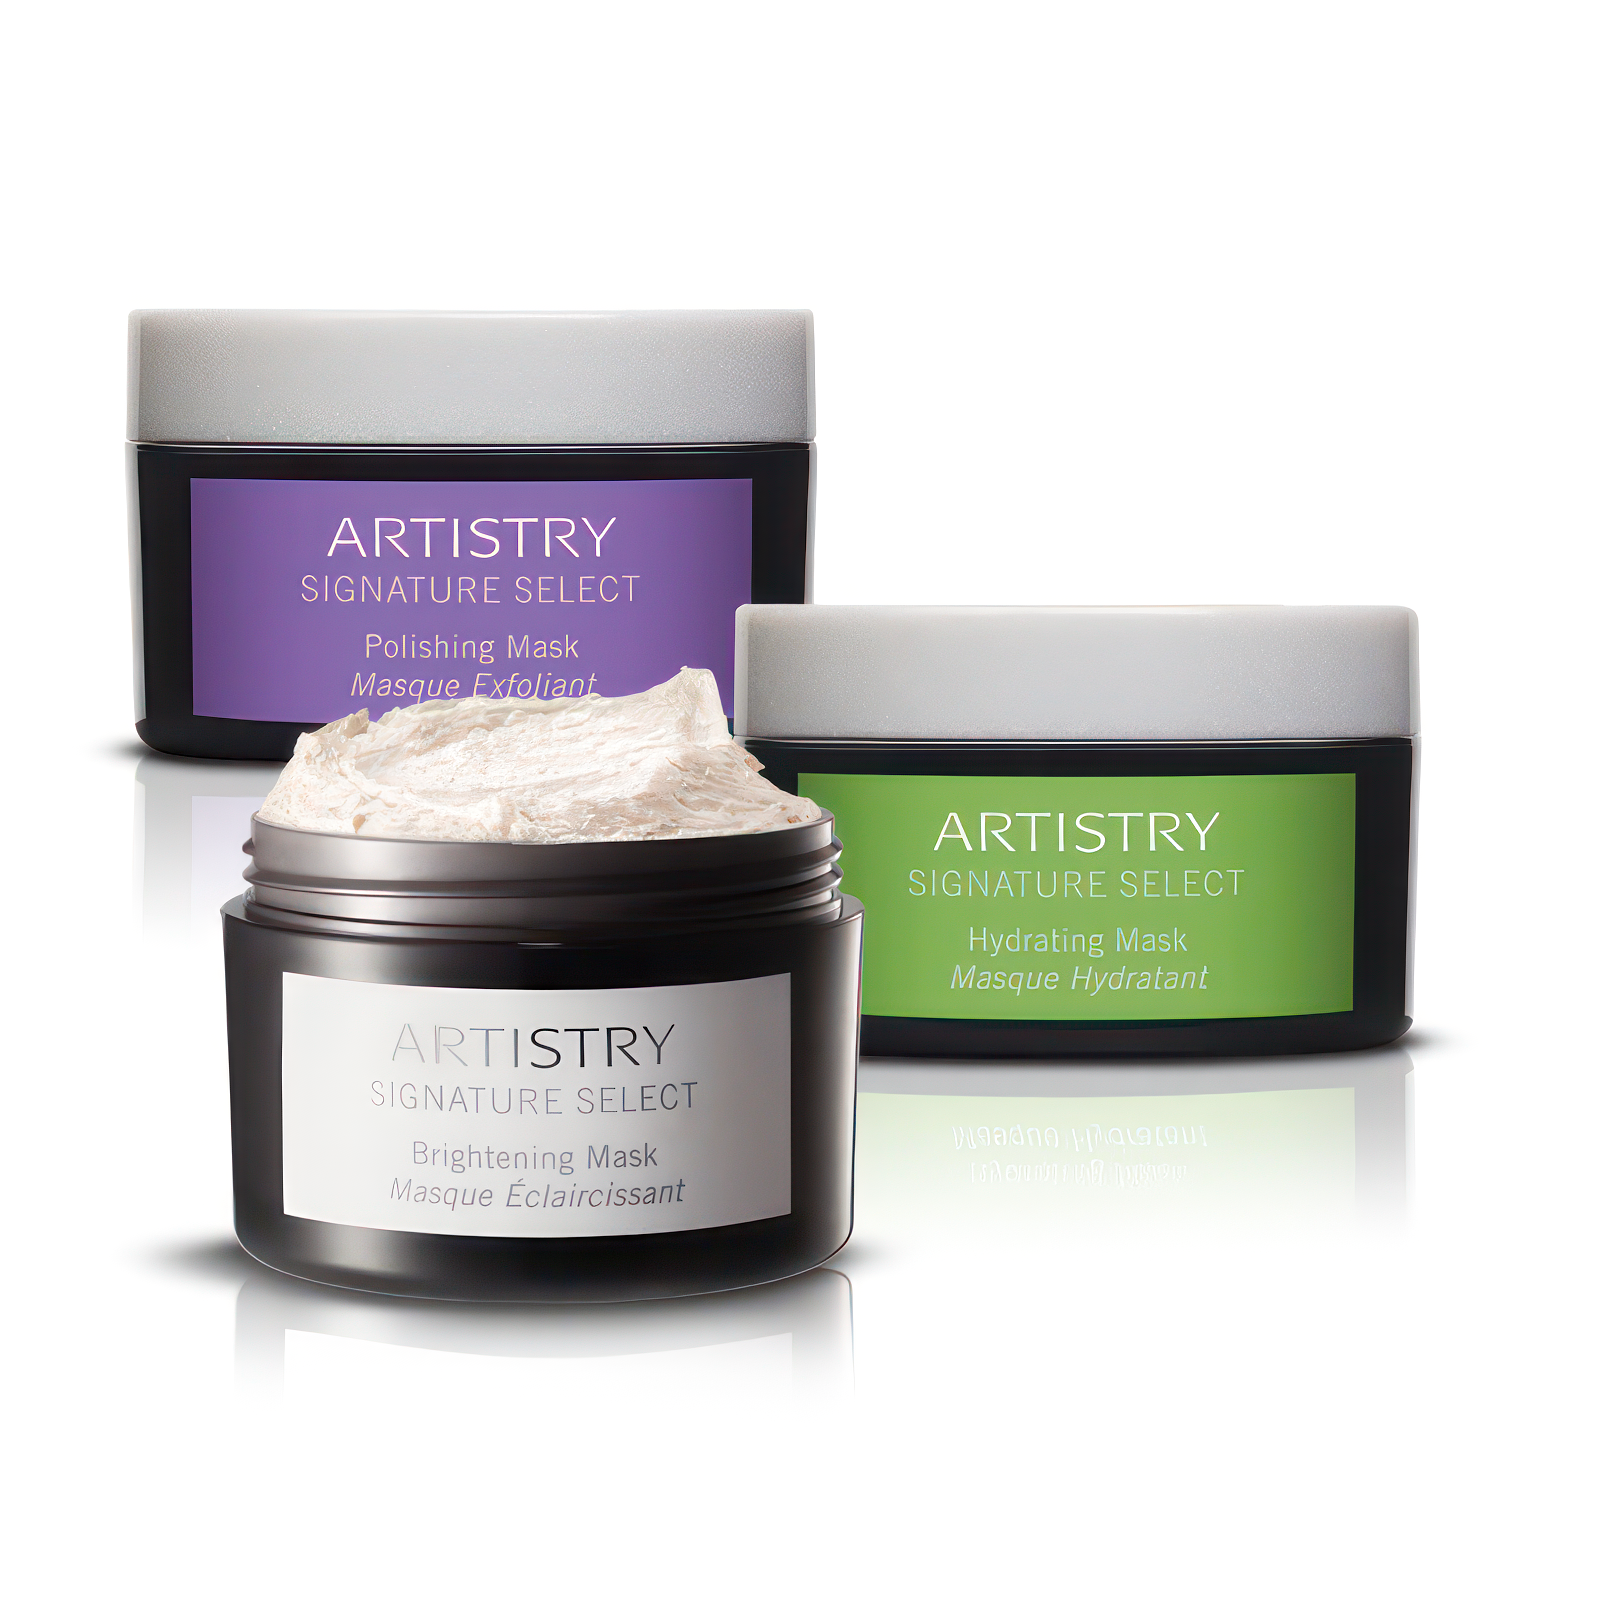 ARTISTRY
SIGNATURE SELECT
Polishing Mask
Masque Exfoliant
ARTISTRY
SIGNATURE SELECT
Hydrating Mask
Masque Hydratant
ARTISTRY
SIGNATURE SELECT
Brightening Mask
Masque Éclaircissant